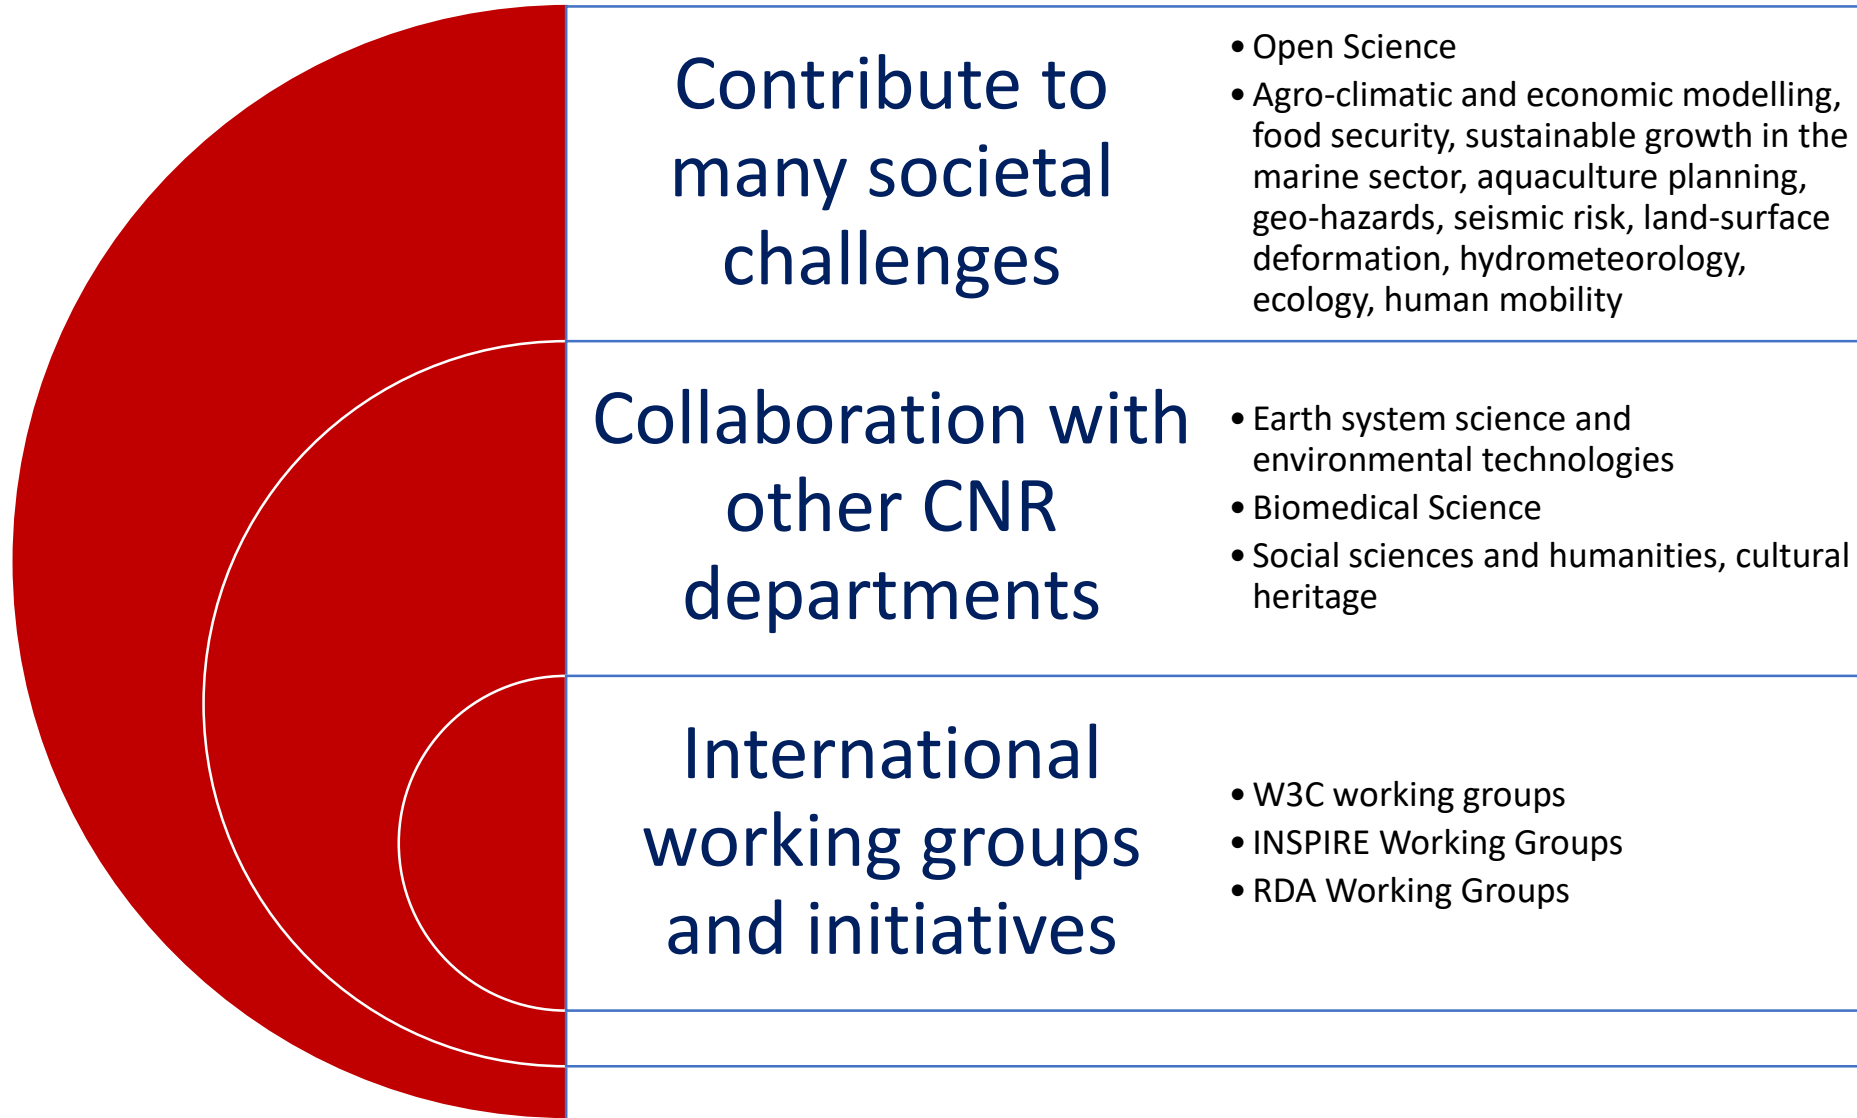 Contribute to
many societal
challenges
• Open Science
• Agro-climatic and economic modelling,
food security, sustainable growth in the
marine sector, aquaculture planning,
geo-hazards, seismic risk, land-surface
deformation, hydrometeorology,
ecology, human mobility
Collaboration with
other CNR
departments
• Earth system science and
environmental technologies
• Biomedical Science
• Social sciences and humanities, cultural
heritage
International
working groups
and initiatives
• W3C working groups
• INSPIRE Working Groups
• RDA Working Groups